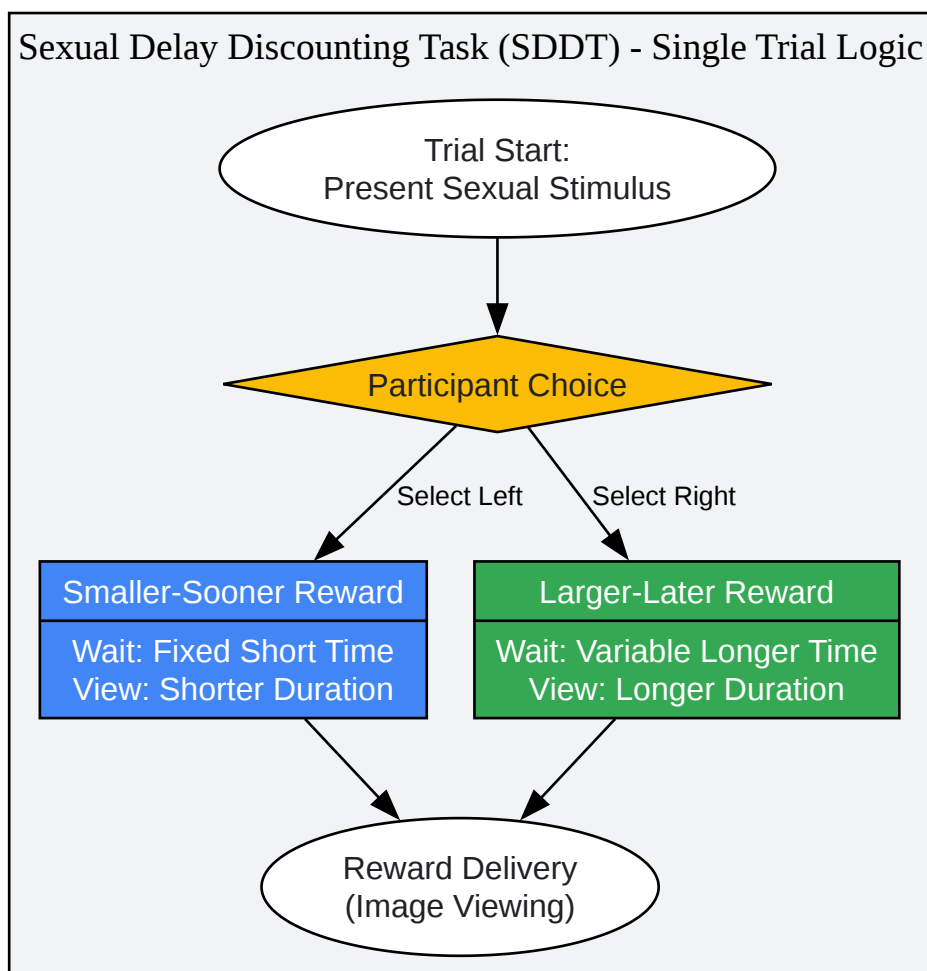 Sexual Delay Discounting Task (SDDT) - Single Trial Logic
Trial Start:
Present Sexual Stimulus
Participant Choice
Select Left
Select Right
Smaller-Sooner Reward
Wait: Fixed Short Time
View: Shorter Duration
Larger-Later Reward
Wait: Variable Longer Time
View: Longer Duration
Reward Delivery
(Image Viewing)